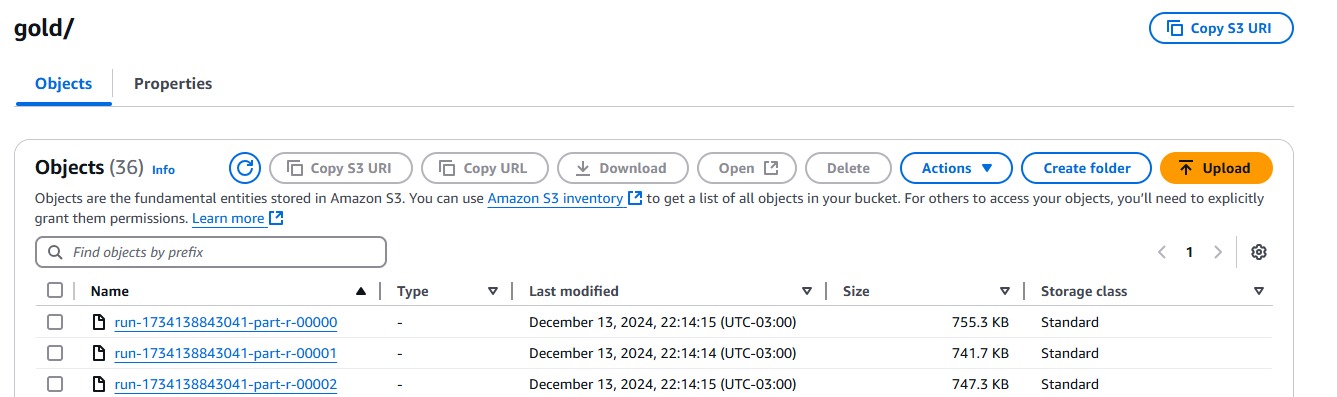 gold/
Copy S3 URI
Objects
Properties
Objects (36) Info
Copy S3 URI
Copy URL
Download
Open
Delete
Actions
Create folder
Upload
Objects are the fundamental entities stored in Amazon S3. You can use Amazon S3 inventory to get a list of all objects in your bucket. For others to access your objects, you’ll need to explicitly
grant them permissions. Learn more
Find objects by prefix
1
Name Type Last modified Size Storage class
run-1734138843041-part-r-00000 - December 13, 2024, 22:14:15 (UTC-03:00) 755.3 KB Standard
run-1734138843041-part-r-00001 - December 13, 2024, 22:14:14 (UTC-03:00) 741.7 KB Standard
run-1734138843041-part-r-00002 - December 13, 2024, 22:14:15 (UTC-03:00) 747.3 KB Standard